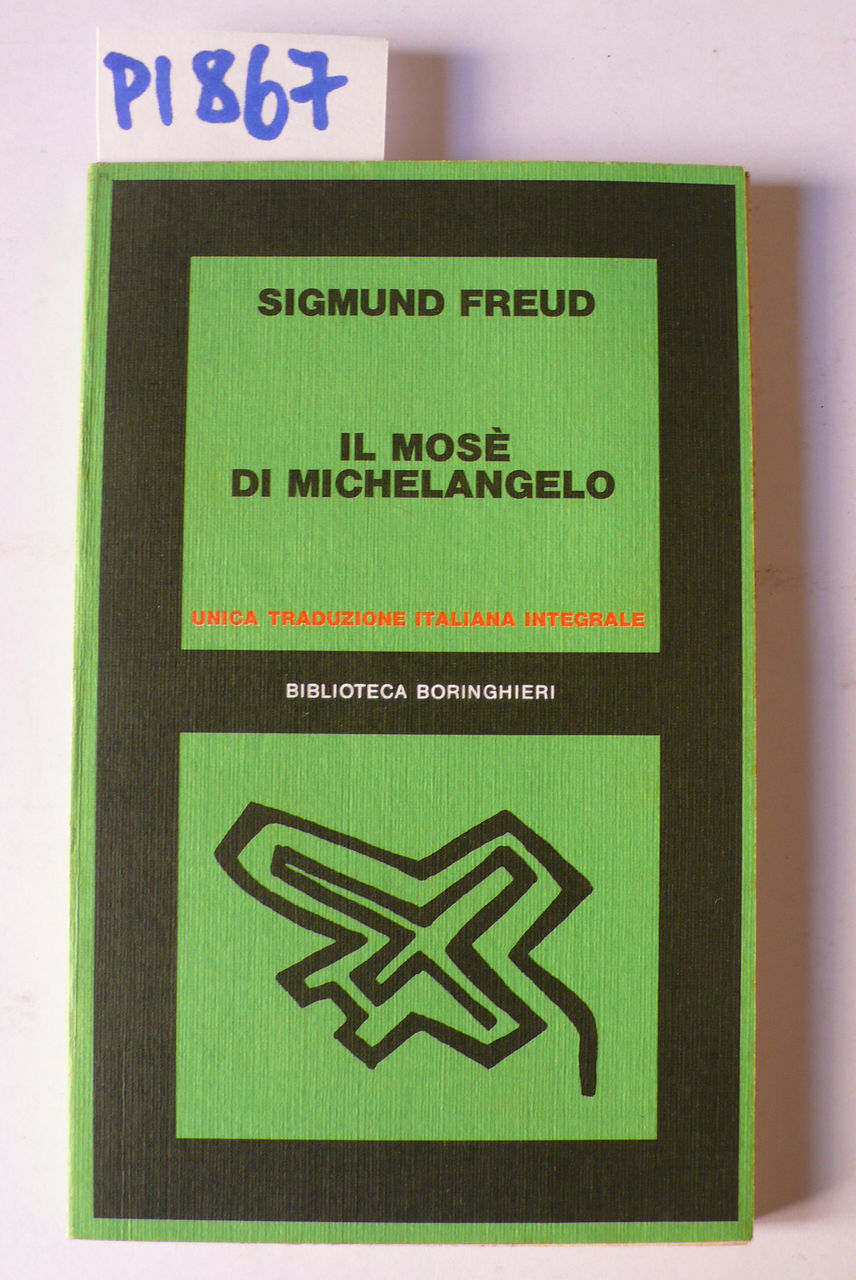 P1867
SIGMUND FREUD
IL MOSÈ
DI MICHELANGELO
UNICA TRADUZIONE ITALIANA INTEGRALE
BIBLIOTECA BORINGHIERI